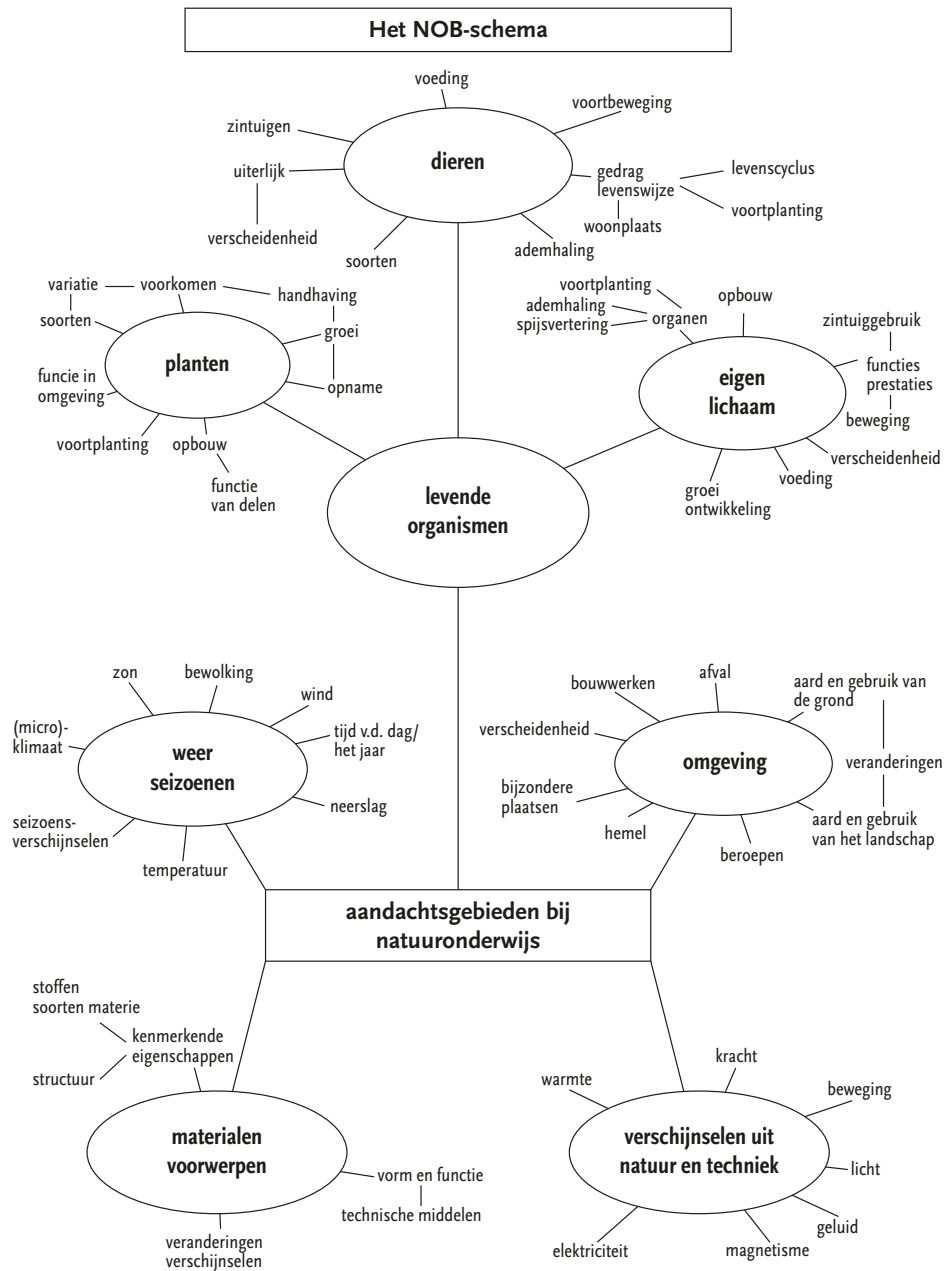 Het NOB-schema
voeding
voortbeweging
zintuigen
dieren
uiterlijk
gedrag
levenswijze
levenscyclus
woonplaats
voortplanting
verscheidenheid
ademhaling
soorten
variatie
voorkomen
handhaving
soorten
groei
planten
funcie in
omgeving
opname
voortplanting
opbouw
functie
van delen
voortplanting
ademhaling
spijsvertering
organen
opbouw
zintuiggebruik
eigen
lichaam
functies
prestaties
beweging
verscheidenheid
voeding
groei
ontwikkeling
levende
organismen
zon
bewolking
wind
(micro)-
klimaat
tijd v.d. dag/
het jaar
weer
seizoenen
neerslag
seizoens-
verschijnselen
temperatuur
bouwwerken
afval
aard en gebruik van
de grond
verscheidenheid
omgeving
veranderingen
bijzondere
plaatsen
hemel
beroepen
aard en gebruik
van het landschap
aandachtsgebieden bij
natuuronderwijs
stoffen
soorten materie
kenmerkende
eigenschappen
structuur
materialen
voorwerpen
vorm en functie
technische middelen
veranderingen
verschijnselen
kracht
warmte
beweging
verschijnselen uit
natuur en techniek
licht
geluid
elektriciteit
magnetisme